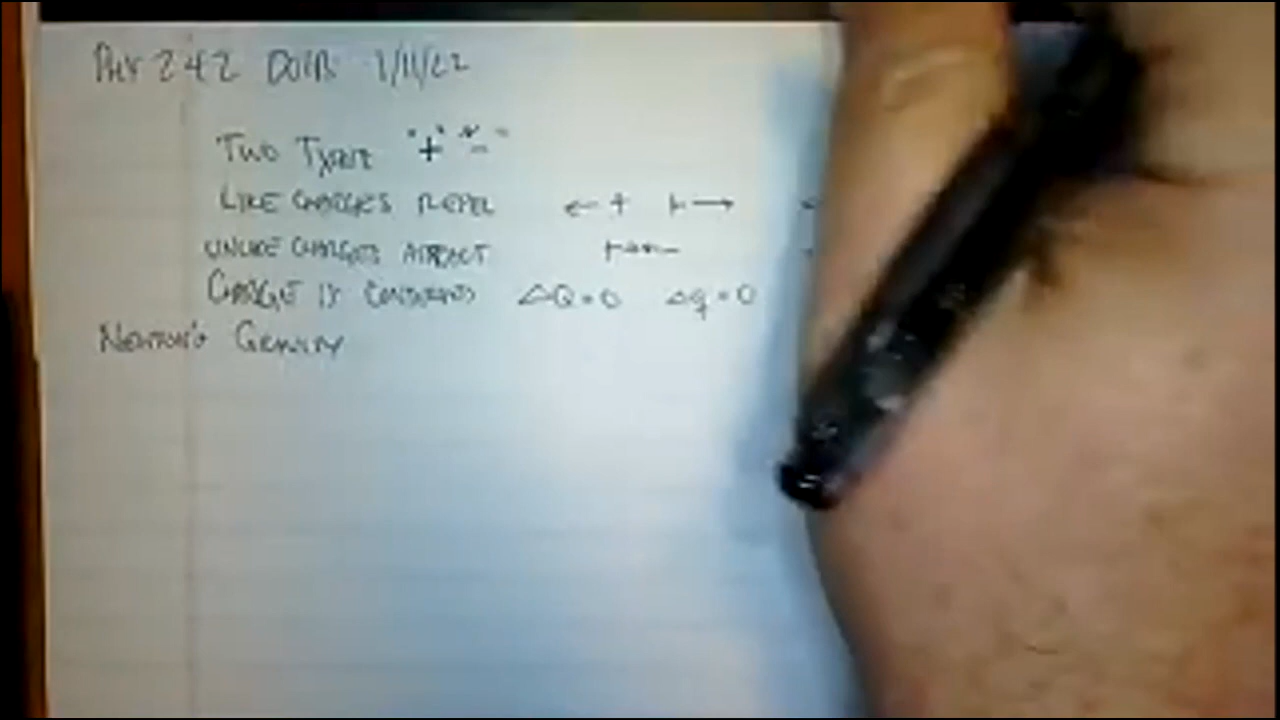 PHY 242 1/11/22
TWO TYPES "+" "-"
LIKE CHARGES REPEL ← + + →
UNLIKE CHARGES ATTRACT
CHARGE IS CONSERVED ΔQ=0 Δq=0
NEWTON'S GRAVITY